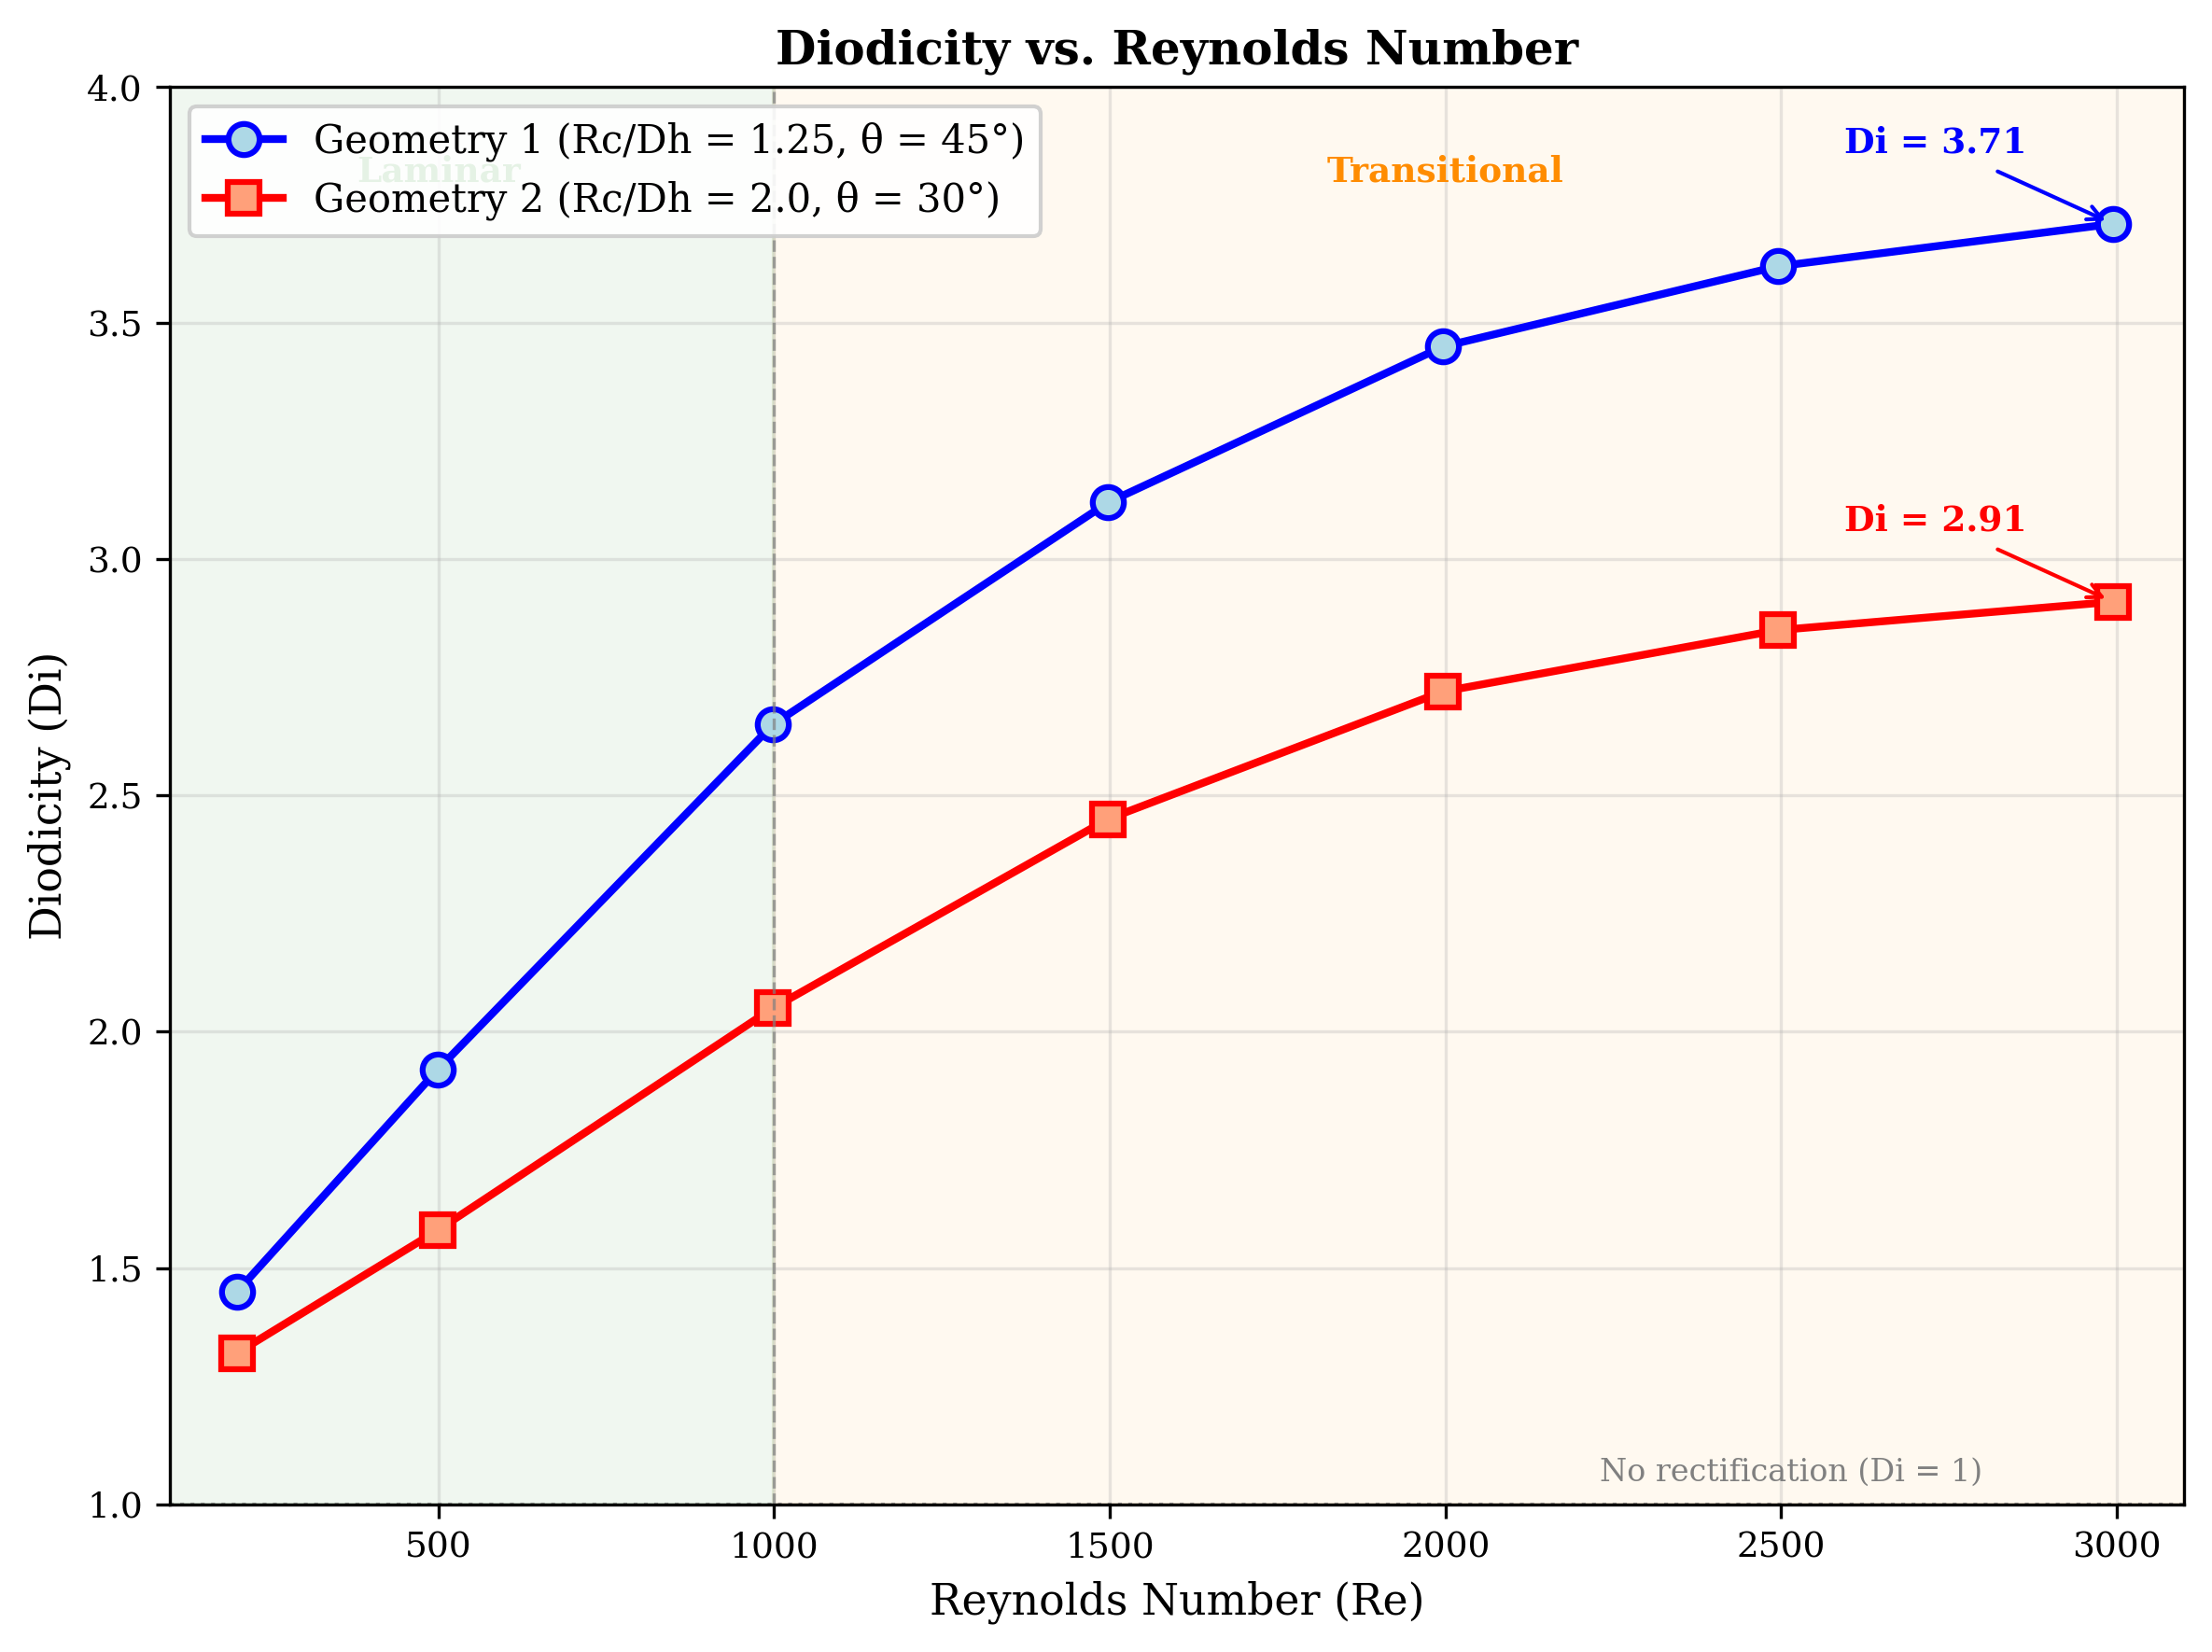 Diodicity vs. Reynolds Number
4.0
3.5
3.0
2.5
2.0
1.5
1.0
Diodicity (Di)
Geometry 1 (Rc/Dh = 1.25, θ = 45°)
Laminar
Geometry 2 (Rc/Dh = 2.0, θ = 30°)
Transitional
Di = 3.71
Di = 2.91
No rectification (Di = 1)
500 1000 1500 2000 2500 3000
Reynolds Number (Re)